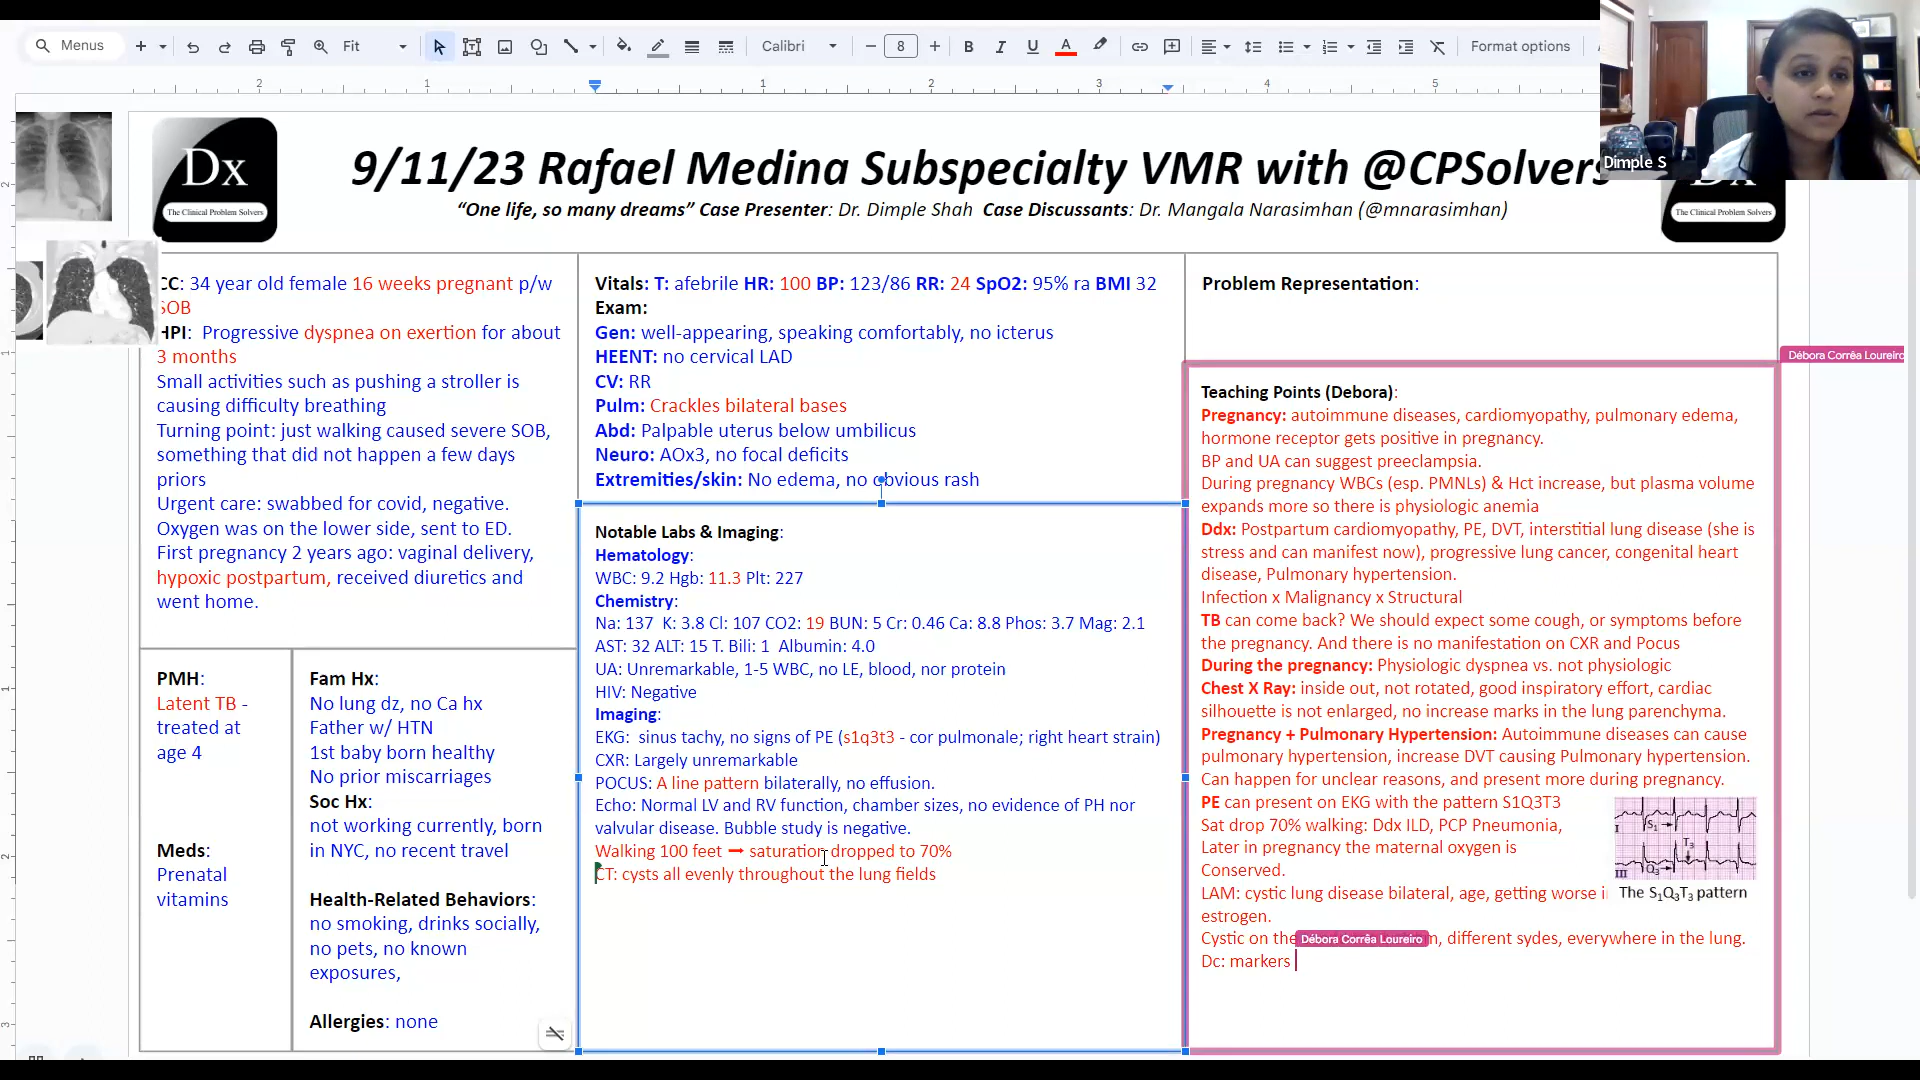 Menus
Fit
Calibri
8
Format options
2
1
1
2
3
4
5
Dimple S
Dx
The Clinical Problem Solvers
9/11/23 Rafael Medina Subspecialty VMR with @CPSolvers
“One life, so many dreams” Case Presenter: Dr. Dimple Shah Case Discussants: Dr. Mangala Narasimhan (@mnarasimhan)
The Clinical Problem Solvers
CC: 34 year old female 16 weeks pregnant p/w
SOB
HPI: Progressive dyspnea on exertion for about
3 months
Small activities such as pushing a stroller is
causing difficulty breathing
Turning point: just walking caused severe SOB,
something that did not happen a few days
priors
Urgent care: swabbed for covid, negative.
Oxygen was on the lower side, sent to ED.
First pregnancy 2 years ago: vaginal delivery,
hypoxic postpartum, received diuretics and
went home.
PMH:
Latent TB -
treated at
age 4
Meds:
Prenatal
vitamins
Fam Hx:
No lung dz, no Ca hx
Father w/ HTN
1st baby born healthy
No prior miscarriages
Soc Hx:
not working currently, born
in NYC, no recent travel
Health-Related Behaviors:
no smoking, drinks socially,
no pets, no known
exposures,
Allergies: none
Vitals: T: afebrile HR: 100 BP: 123/86 RR: 24 SpO2: 95% ra BMI 32
Exam:
Gen: well-appearing, speaking comfortably, no icterus
HEENT: no cervical LAD
CV: RR
Pulm: Crackles bilateral bases
Abd: Palpable uterus below umbilicus
Neuro: AOx3, no focal deficits
Extremities/skin: No edema, no obvious rash
Notable Labs & Imaging:
Hematology:
WBC: 9.2 Hgb: 11.3 Plt: 227
Chemistry:
Na: 137 K: 3.8 Cl: 107 CO2: 19 BUN: 5 Cr: 0.46 Ca: 8.8 Phos: 3.7 Mag: 2.1
AST: 32 ALT: 15 T. Bili: 1 Albumin: 4.0
UA: Unremarkable, 1-5 WBC, no LE, blood, nor protein
HIV: Negative
Imaging:
EKG: sinus tachy, no signs of PE (s1q3t3 - cor pulmonale; right heart strain)
CXR: Largely unremarkable
POCUS: A line pattern bilaterally, no effusion.
Echo: Normal LV and RV function, chamber sizes, no evidence of PH nor
valvular disease. Bubble study is negative.
Walking 100 feet ➞ saturation dropped to 70%
CT: cysts all evenly throughout the lung fields
Problem Representation:
Débora Corrêa Loureiro
Teaching Points (Debora):
Pregnancy: autoimmune diseases, cardiomyopathy, pulmonary edema,
hormone receptor gets positive in pregnancy.
BP and UA can suggest preeclampsia.
During pregnancy WBCs (esp. PMNLs) & Hct increase, but plasma volume
expands more so there is physiologic anemia
Ddx: Postpartum cardiomyopathy, PE, DVT, interstitial lung disease (she is
stress and can manifest now), progressive lung cancer, congenital heart
disease, Pulmonary hypertension.
Infection x Malignancy x Structural
TB can come back? We should expect some cough, or symptoms before
the pregnancy. And there is no manifestation on CXR and Pocus
During the pregnancy: Physiologic dyspnea vs. not physiologic
Chest X Ray: inside out, not rotated, good inspiratory effort, cardiac
silhouette is not enlarged, no increase marks in the lung parenchyma.
Pregnancy + Pulmonary Hypertension: Autoimmune diseases can cause
pulmonary hypertension, increase DVT causing Pulmonary hypertension.
Can happen for unclear reasons, and present more during pregnancy.
PE can present on EKG with the pattern S1Q3T3
Sat drop 70% walking: Ddx ILD, PCP Pneumonia,
Later in pregnancy the maternal oxygen is
Conserved.
LAM: cystic lung disease bilateral, age, getting worse
estrogen.
Cystic on the different sydes, everywhere in the lung.
Débora Corrêa Loureiro
Dc: markers
I
S1
T3
Q3
III
The S1Q3T3 pattern